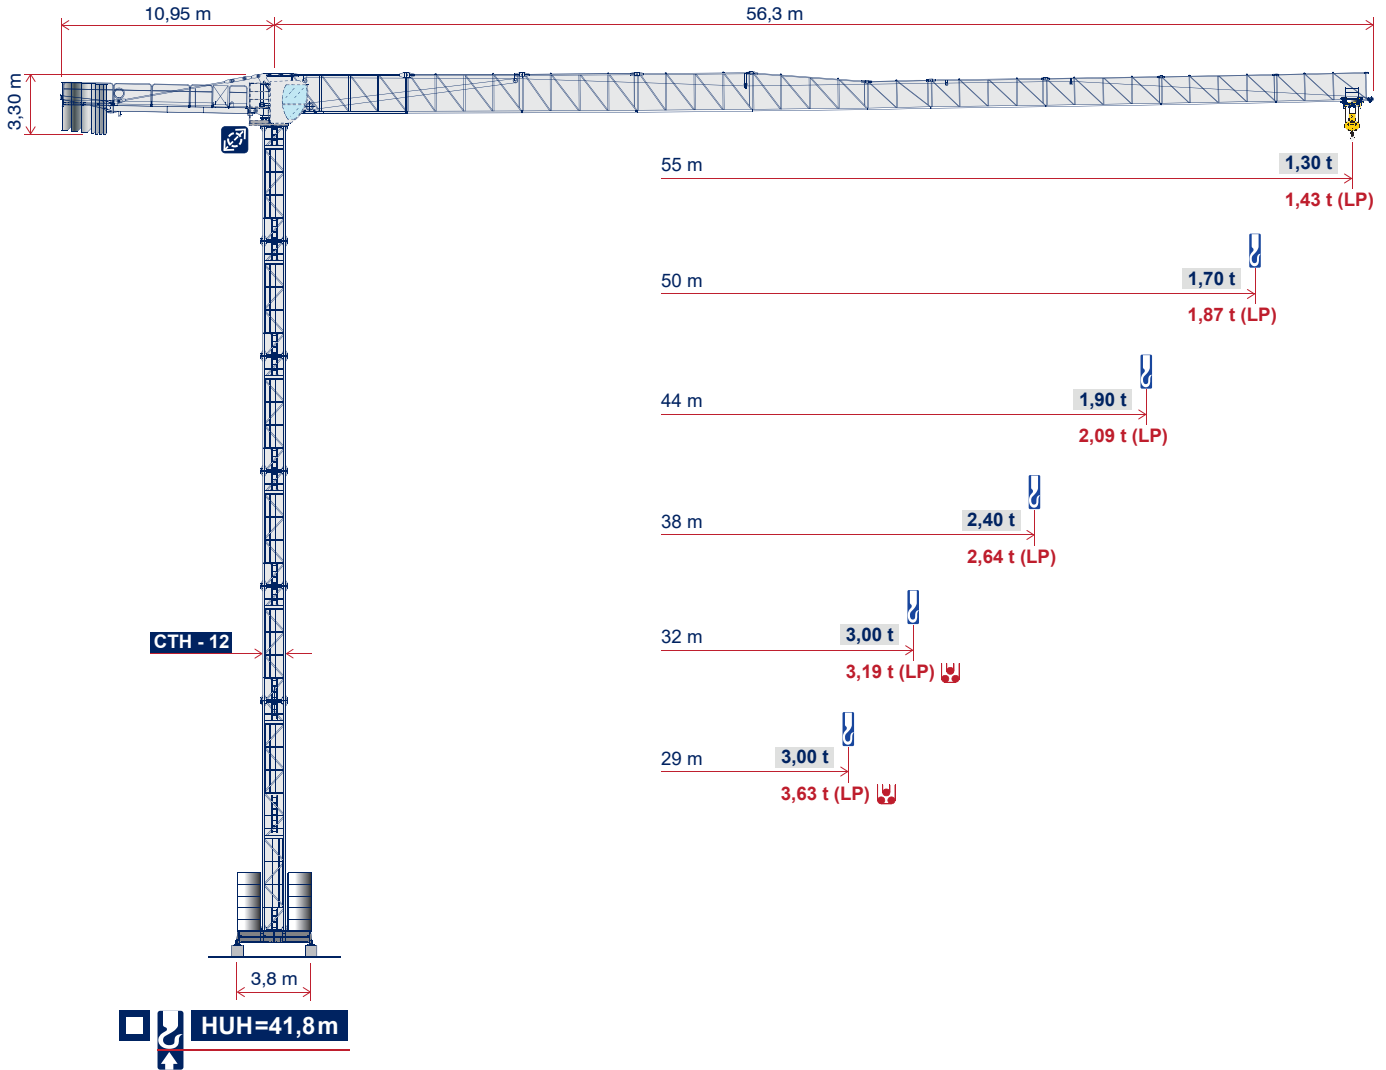 10,95 m
56,3 m
3,30 m
55 m
1,30 t
1,43 t (LP)
50 m
1,70 t
1,87 t (LP)
44 m
1,90 t
2,09 t (LP)
38 m
2,40 t
2,64 t (LP)
CTH - 12
32 m
3,00 t
3,19 t (LP)
29 m
3,00 t
3,63 t (LP)
3,8 m
HUH=41,8m